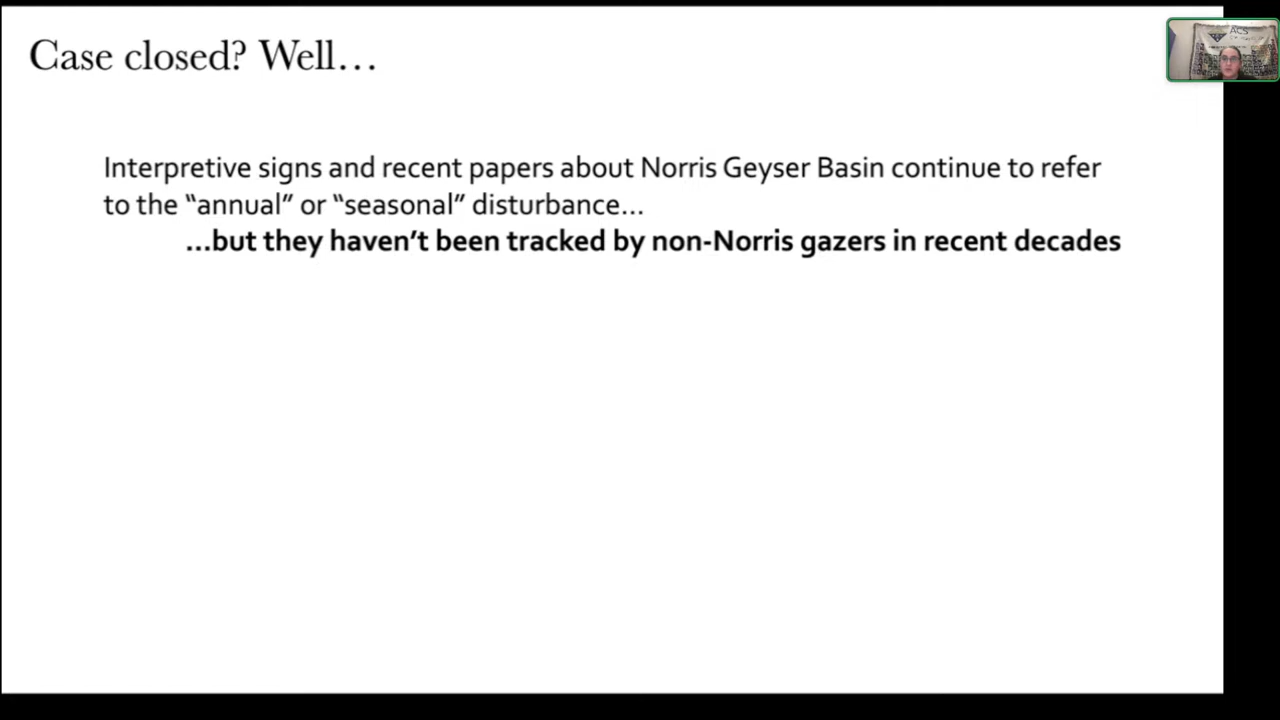 Case closed? Well…
ACS
Interpretive signs and recent papers about Norris Geyser Basin continue to refer
to the “annual” or “seasonal” disturbance…
…but they haven’t been tracked by non-Norris gazers in recent decades